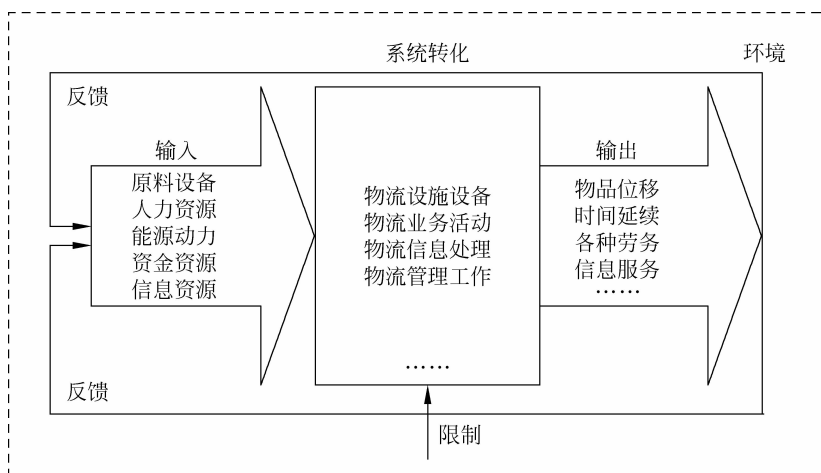 系统转化
环境
反馈
输入
原料设备
人力资源
能源动力
资金资源
信息资源
物流设施设备
物流业务活动
物流信息处理
物流管理工作
……
输出
物品位移
时间延续
各种劳务
信息服务
……
反馈
限制